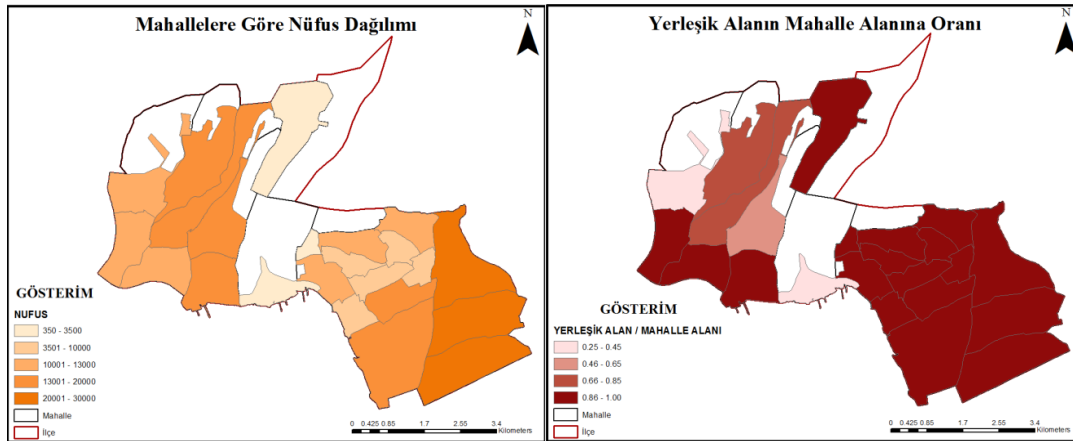 Mahallelere Göre Nüfus Dağılımı
N
GÖSTERİM
NUFUS
350 - 3500
3501 - 10000
10001 - 13000
13001 - 20000
20001 - 30000
Mahalle
İlçe
0 0.425 0.85 1.7 2.55 3.4
Kilometers
Yerleşik Alanın Mahalle Alanına Oranı
N
GÖSTERİM
YERLEŞİK ALAN / MAHALLE ALANI
0.25 - 0.45
0.46 - 0.65
0.66 - 0.85
0.86 - 1.00
Mahalle
İlçe
0 0.425 0.85 1.7 2.55 3.4
Kilometers